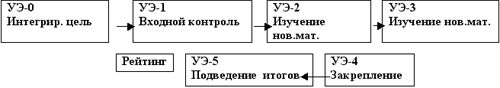 УЭ-0
Интегрир. цель
УЭ-1
Входной контроль
УЭ-2
Изучение
нов.мат.
УЭ-3
Изучение нов.мат.
Рейтинг
УЭ-5
Подведение итогов
УЭ-4
Закрепление